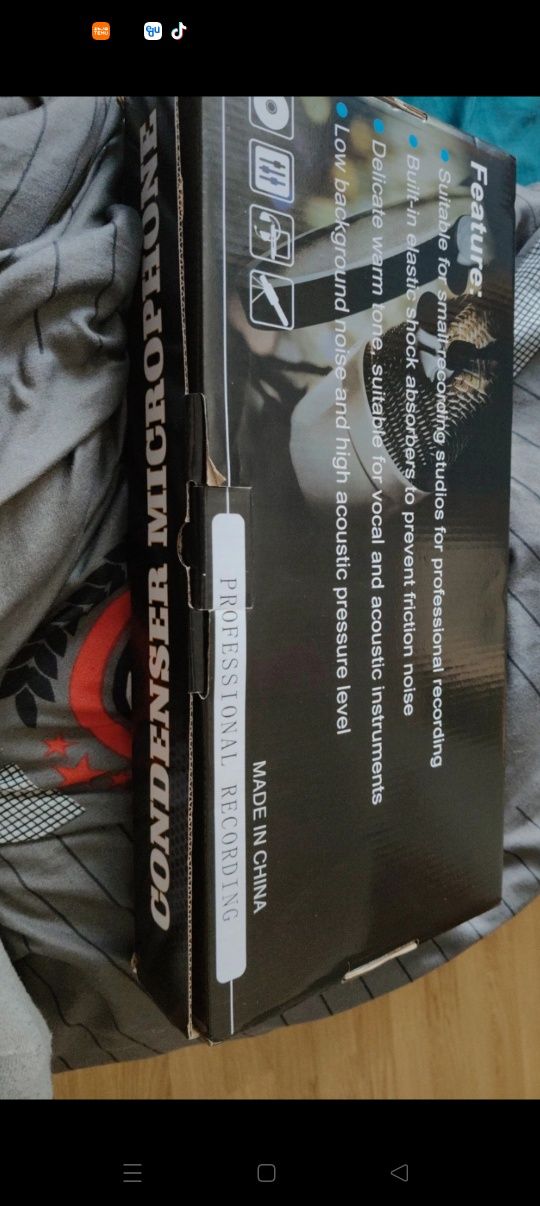 Feature:
Suitable for small recording studios for professional recording
Built-in elastic shock absorbers to prevent friction noise
Delicate warm tone, suitable for vocal and acoustic instruments
Low background noise and high acoustic pressure level
MADE IN CHINA
PROFESSIONAL RECORDING
CONDENSER MICROPHONE